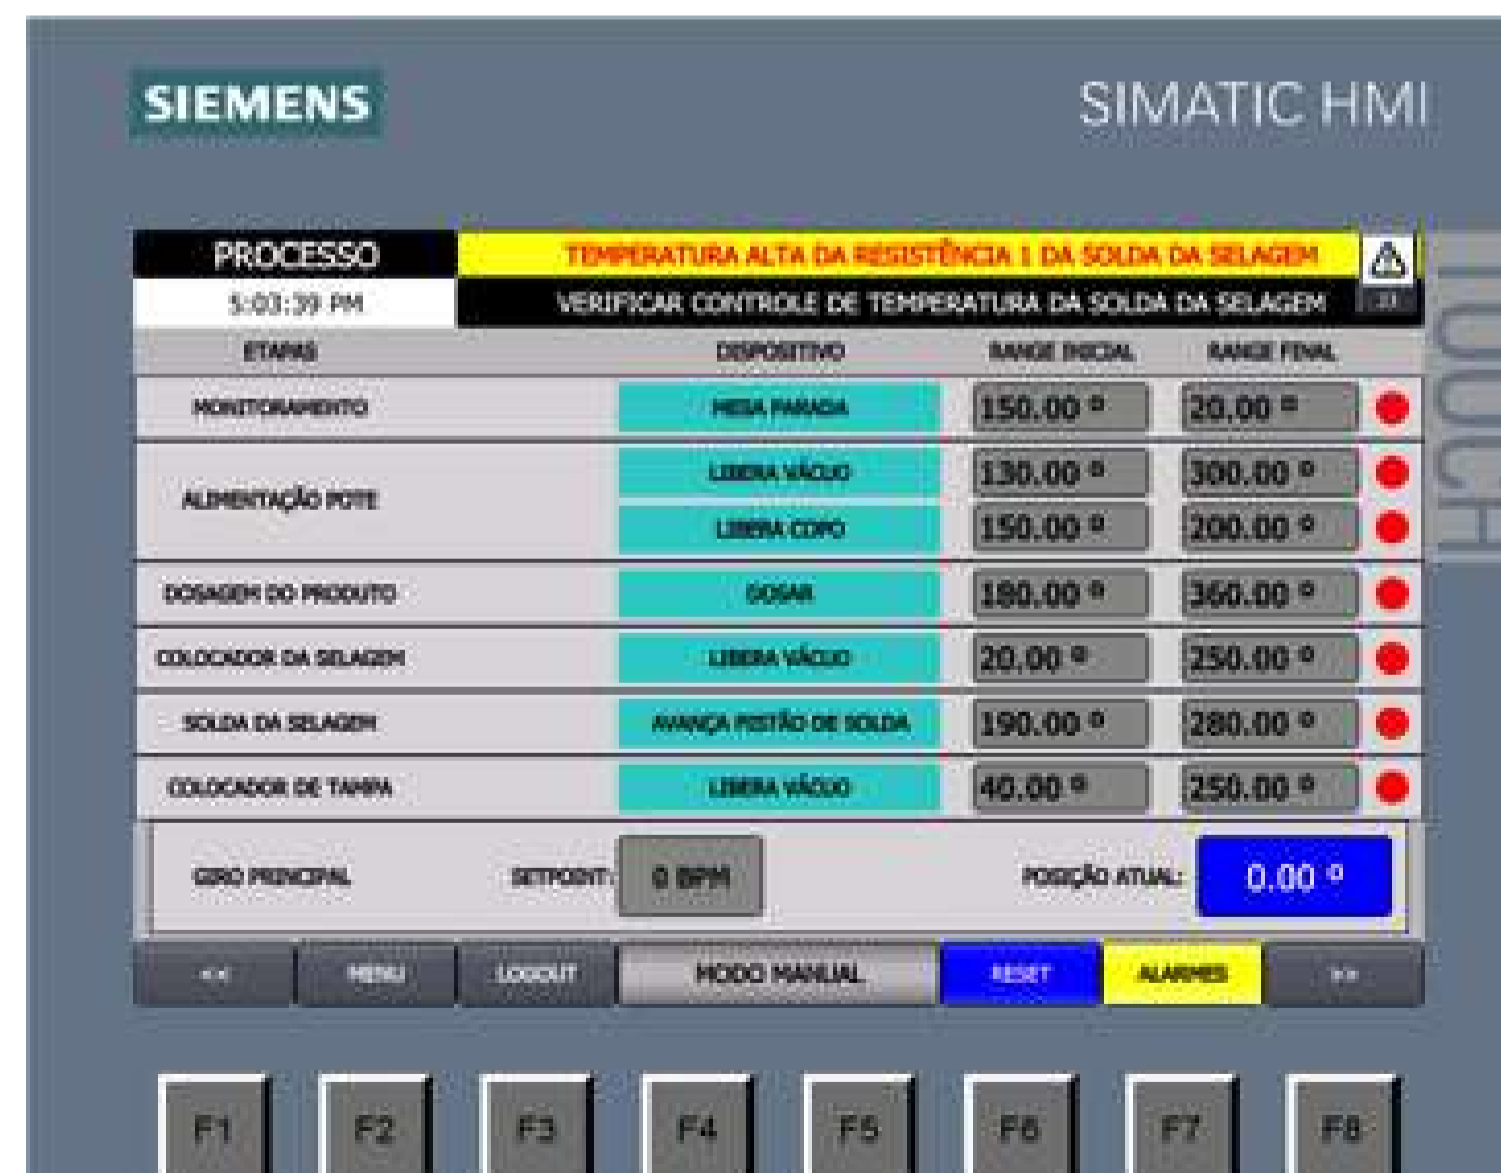 SIEMENS
SIMATIC HMI
PROCESSO
TEMPERATURA ALTA DA RESISTÊNCIA 1 DA SOLDA DA SELAGEM
5:03:39 PM
VERIFICAR CONTROLE DE TEMPERATURA DA SOLDA DA SELAGEM
ETAPAS DISPOSITIVO RANGE INICIAL RANGE FINAL
MONITORAMENTO MESA PARADA 150.00 º 20.00 º
ALIMENTAÇÃO POTE
LIBERA VÁCUO 130.00 º 300.00 º
LIBERA COPO 150.00 º 200.00 º
DOSAGEM DO PRODUTO DOSAR 180.00 º 360.00 º
COLOCADOR DA SELAGEM LIBERA VÁCUO 20.00 º 250.00 º
SOLDA DA SELAGEM AVANÇA PISTÃO DE SOLDA 190.00 º 280.00 º
COLOCADOR DE TAMPA LIBERA VÁCUO 40.00 º 250.00 º
GIRO PRINCIPAL SETPOINT: 0 BPM POSIÇÃO ATUAL: 0.00 º
<< MENU LOGOUT MODO MANUAL RESET ALARMES >>
F1 F2 F3 F4 F5 F6 F7 F8
TOUCH